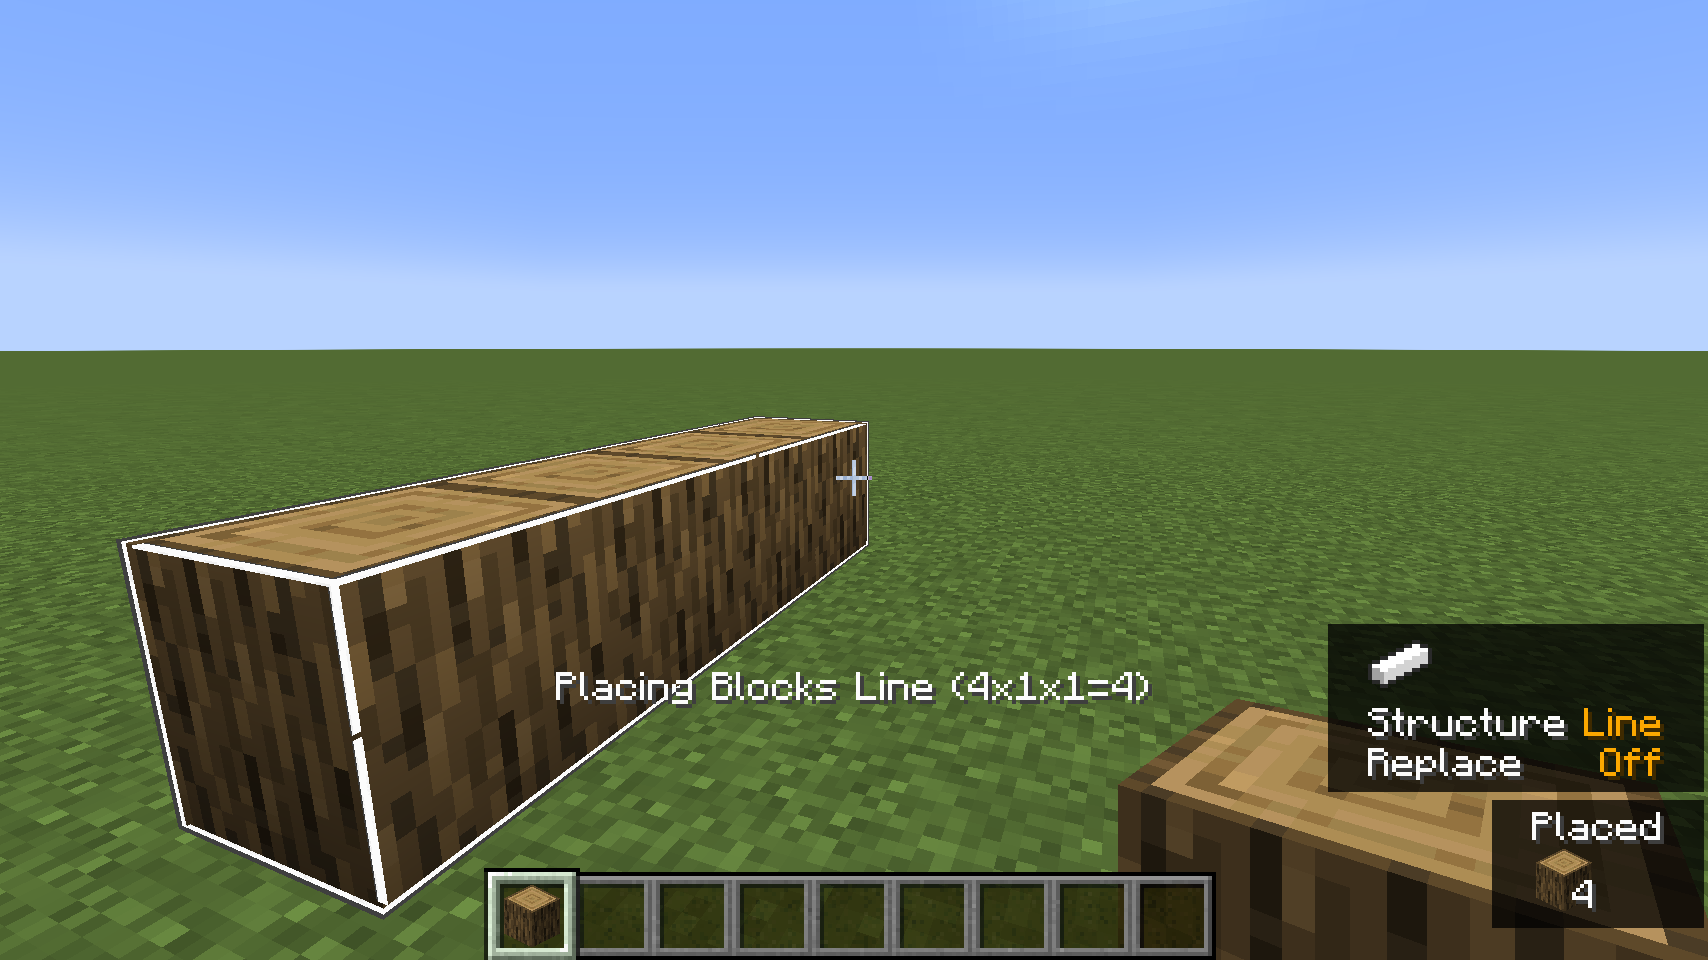 Placing Blocks Line (4x1x1=4)
Structure Line
Replace Off
Placed
4